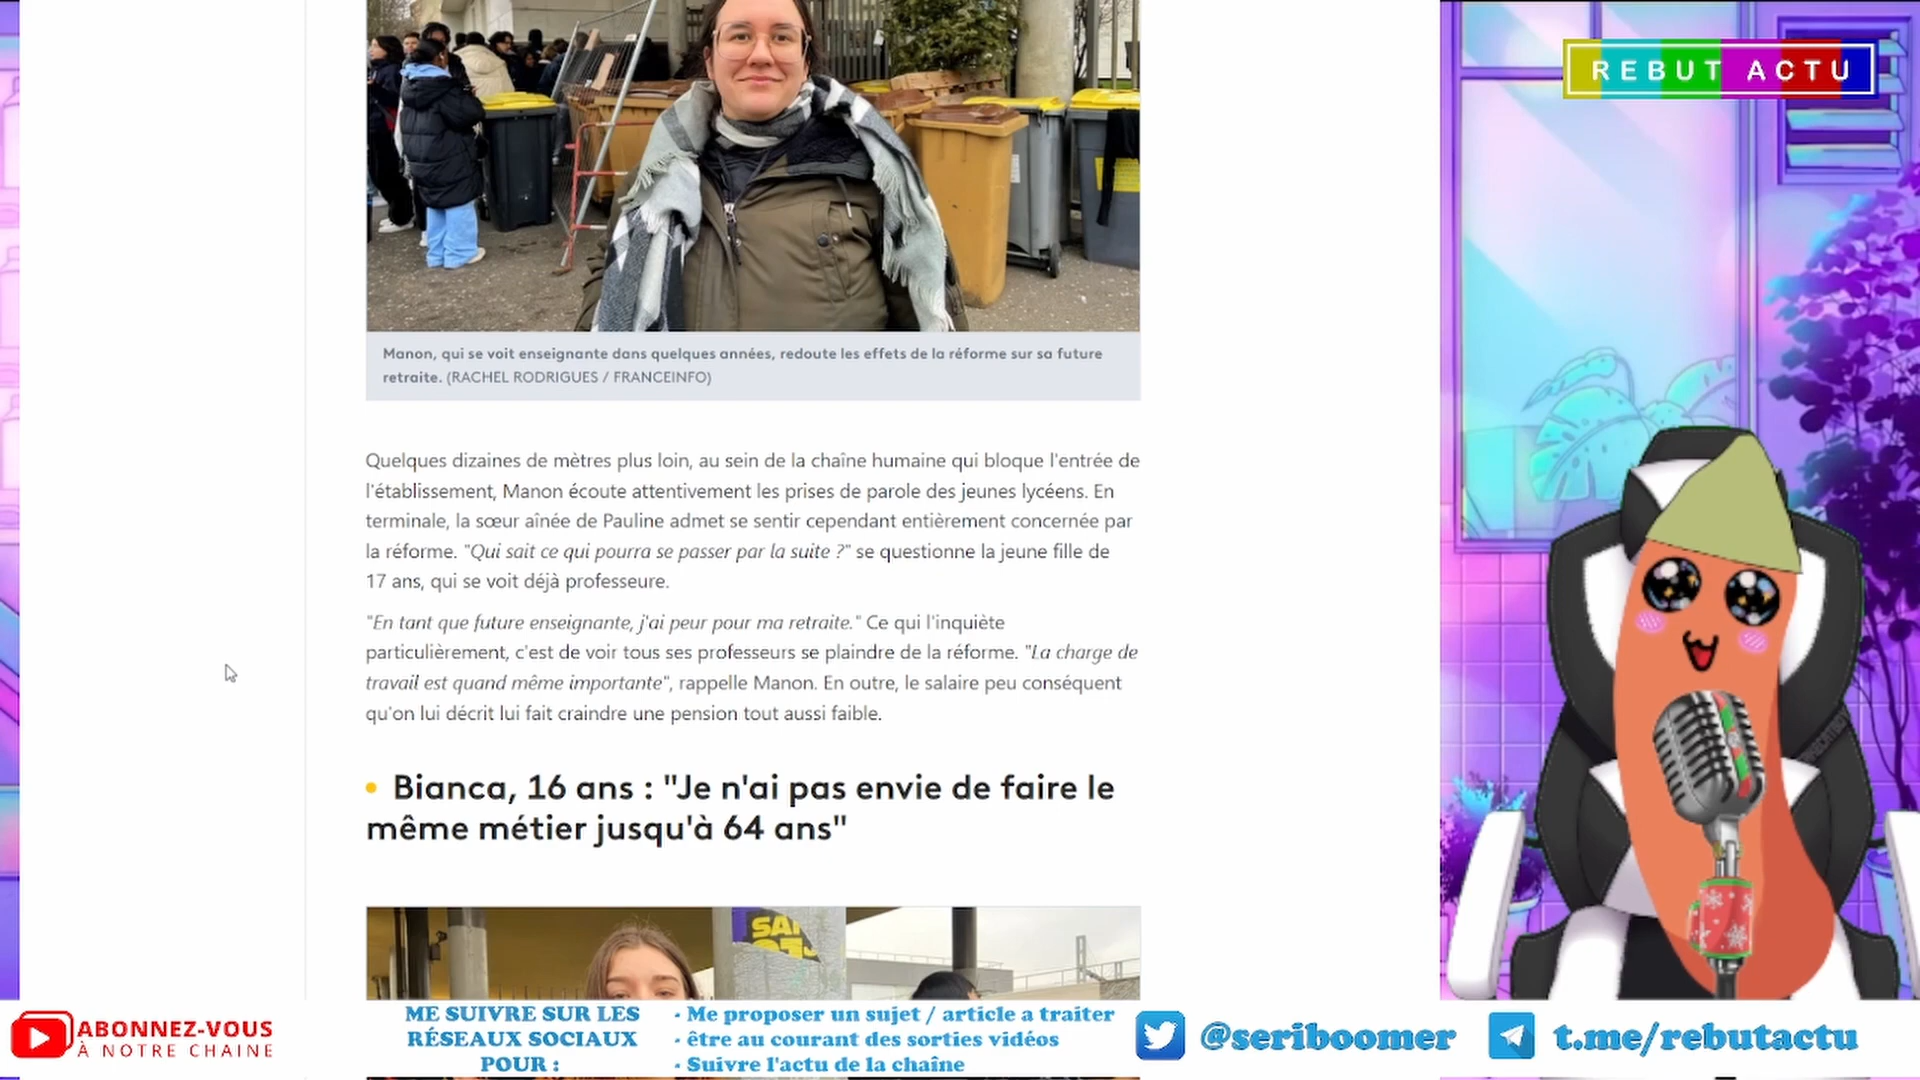 REBUT ACTU
Manon, qui se voit enseignante dans quelques années, redoute les effets de la réforme sur sa future
retraite. (RACHEL RODRIGUES / FRANCEINFO)
Quelques dizaines de mètres plus loin, au sein de la chaîne humaine qui bloque l'entrée de
l'établissement, Manon écoute attentivement les prises de parole des jeunes lycéens. En
terminale, la sœur aînée de Pauline admet se sentir cependant entièrement concernée par
la réforme. "Qui sait ce qui pourra se passer par la suite ?" se questionne la jeune fille de
17 ans, qui se voit déjà professeure.
"En tant que future enseignante, j'ai peur pour ma retraite." Ce qui l'inquiète
particulièrement, c'est de voir tous ses professeurs se plaindre de la réforme. "La charge de
travail est quand même importante", rappelle Manon. En outre, le salaire peu conséquent
qu'on lui décrit lui fait craindre une pension tout aussi faible.
• Bianca, 16 ans : "Je n'ai pas envie de faire le
même métier jusqu'à 64 ans"
ABONNEZ-VOUS
À NOTRE CHAINE
ME SUIVRE SUR LES
RÉSEAUX SOCIAUX
POUR :
- Me proposer un sujet / article a traiter
- être au courant des sorties vidéos
- Suivre l'actu de la chaîne
@seriboomer
t.me/rebutactu